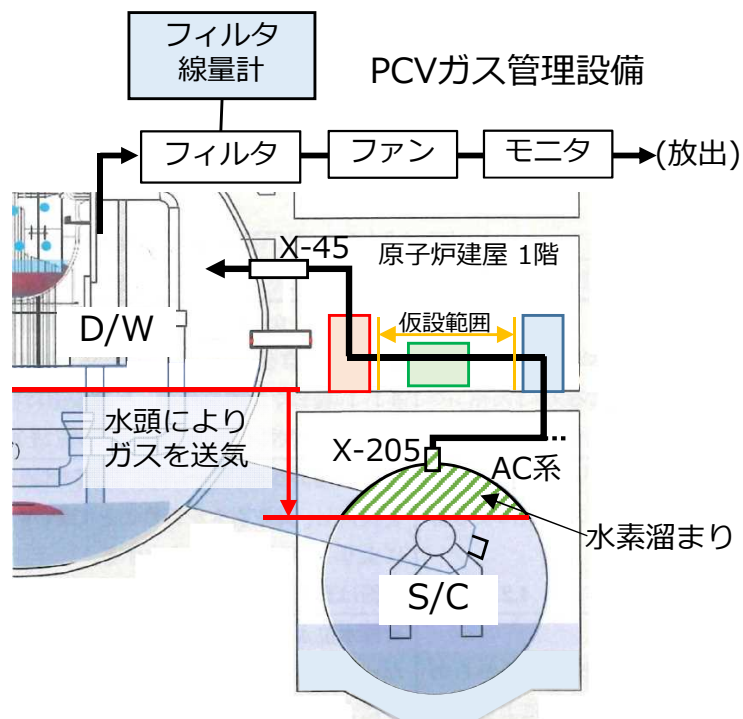 フィルタ
線量計
PCVガス管理設備
フィルタ
ファン
モニタ
(放出)
X-45
原子炉建屋 1階
仮設範囲
D/W
水頭により
ガスを送気
X-205
AC系
水素溜まり
S/C